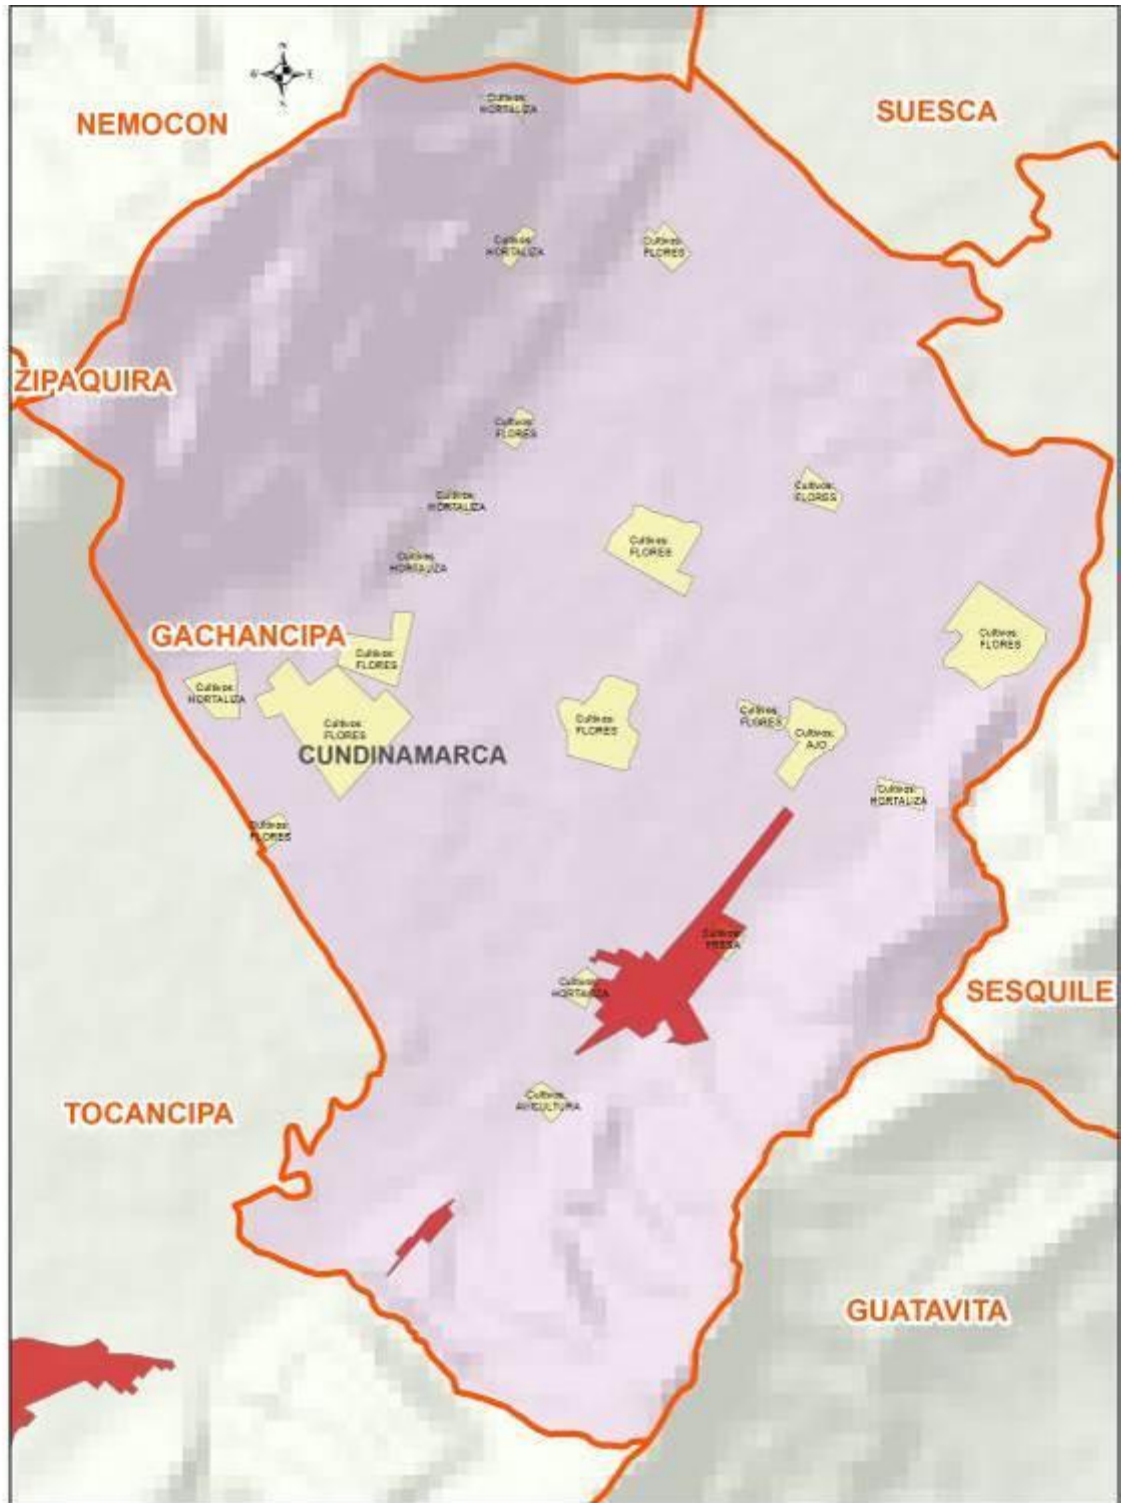 N
W E
S
Cultivos:
HORTALIZA
SUESCA
NEMOCON
Cultivos:
HORTALIZA
Cultivos:
FLORES
ZIPAQUIRA
Cultivos:
FLORES
Cultivos:
HORTALIZA
Cultivos:
FLORES
Cultivos:
FLORES
Cultivos:
HORTALIZA
GACHANCIPA
Cultivos:
FLORES
Cultivos:
FLORES
Cultivos:
HORTALIZA
Cultivos:
FLORES
CUNDINAMARCA
Cultivos:
FLORES
Cultivos:
FLORES
Cultivos:
AJO
Cultivos:
HORTALIZA
Cultivos:
FLORES
Cultivos:
FRESA
Cultivos:
HORTALIZA
SESQUILE
Cultivos:
AVICULTURA
TOCANCIPA
GUATAVITA